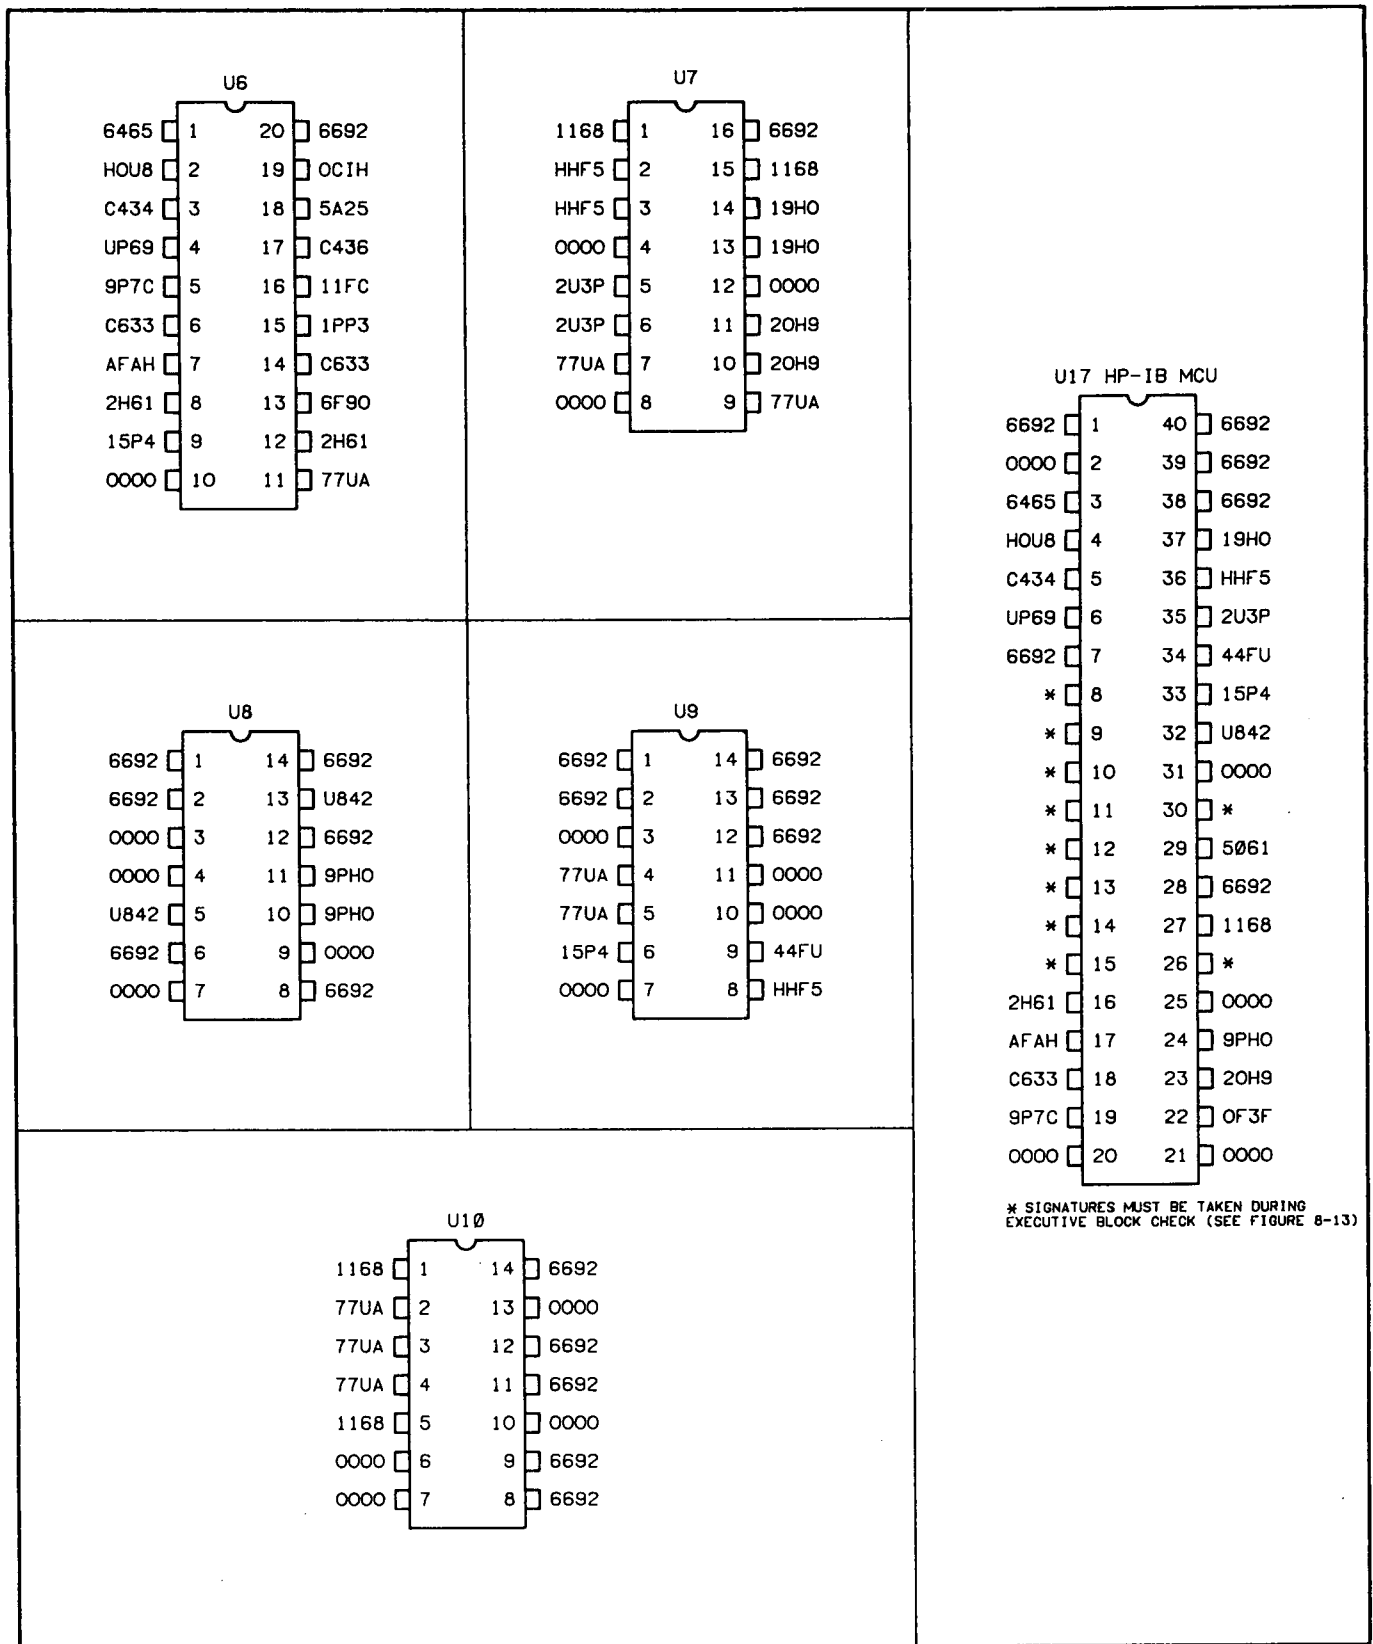 U6
6465 1 20 6692
HOU8 2 19 OCIH
C434 3 18 5A25
UP69 4 17 C436
9P7C 5 16 11FC
C633 6 15 1PP3
AFAH 7 14 C633
2H61 8 13 6F90
15P4 9 12 2H61
0000 10 11 77UA
U7
1168 1 16 6692
HHF5 2 15 1168
HHF5 3 14 19HO
0000 4 13 19HO
2U3P 5 12 0000
2U3P 6 11 20H9
77UA 7 10 20H9
0000 8 9 77UA
U8
6692 1 14 6692
6692 2 13 U842
0000 3 12 6692
0000 4 11 9PHO
U842 5 10 9PHO
6692 6 9 0000
0000 7 8 6692
U9
6692 1 14 6692
6692 2 13 6692
0000 3 12 6692
77UA 4 11 0000
77UA 5 10 0000
15P4 6 9 44FU
0000 7 8 HHF5
U1Ø
1168 1 14 6692
77UA 2 13 0000
77UA 3 12 6692
77UA 4 11 6692
1168 5 10 0000
0000 6 9 6692
0000 7 8 6692
U17 HP-IB MCU
6692 1 40 6692
0000 2 39 6692
6465 3 38 6692
HOU8 4 37 19HO
C434 5 36 HHF5
UP69 6 35 2U3P
6692 7 34 44FU
* 8 33 15P4
* 9 32 U842
* 10 31 0000
* 11 30 *
* 12 29 5Ø61
* 13 28 6692
* 14 27 1168
* 15 26 *
2H61 16 25 0000
AFAH 17 24 9PHO
C633 18 23 20H9
9P7C 19 22 OF3F
0000 20 21 0000
* SIGNATURES MUST BE TAKEN DURING
EXECUTIVE BLOCK CHECK (SEE FIGURE 8-13)